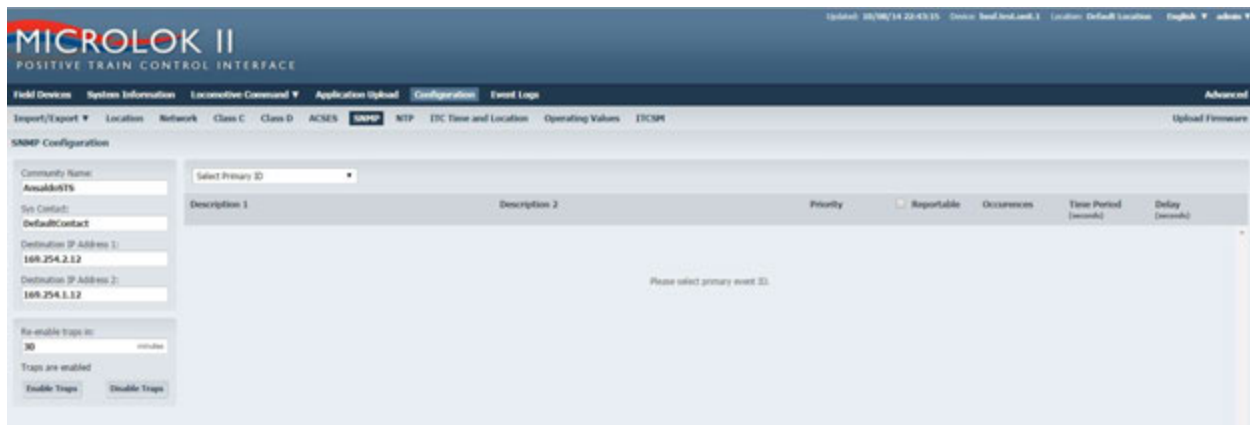 Updated: 10/08/14 22:43:15 Device: Location: Default Location English ▼ admin ▼
MICROLOK II
POSITIVE TRAIN CONTROL INTERFACE
Field Devices System Information Locomotive Command ▼ Application Upload Configuration Event Logs Advanced
Import/Export ▼ Location Network Class C Class D ACSES SNMP NTP ITC Time and Location Operating Values ITCSM Upload Firmware
SNMP Configuration
Community Name:
AnsaldoSTS
Sys Contact:
DefaultContact
Destination IP Address 1:
169.254.2.12
Destination IP Address 2:
169.254.1.12
Re-enable traps in:
30 minutes
Traps are enabled
Enable Traps Disable Traps
Select Primary ID
Description 1 Description 2 Priority Reportable Occurences Time Period (seconds) Delay (seconds)
Please select primary event ID.